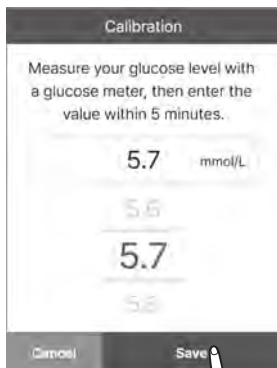 Calibration
Measure your glucose level with
a glucose meter, then enter the
value within 5 minutes.
5.7 mmol/L
5.6
5.7
Cancel Save